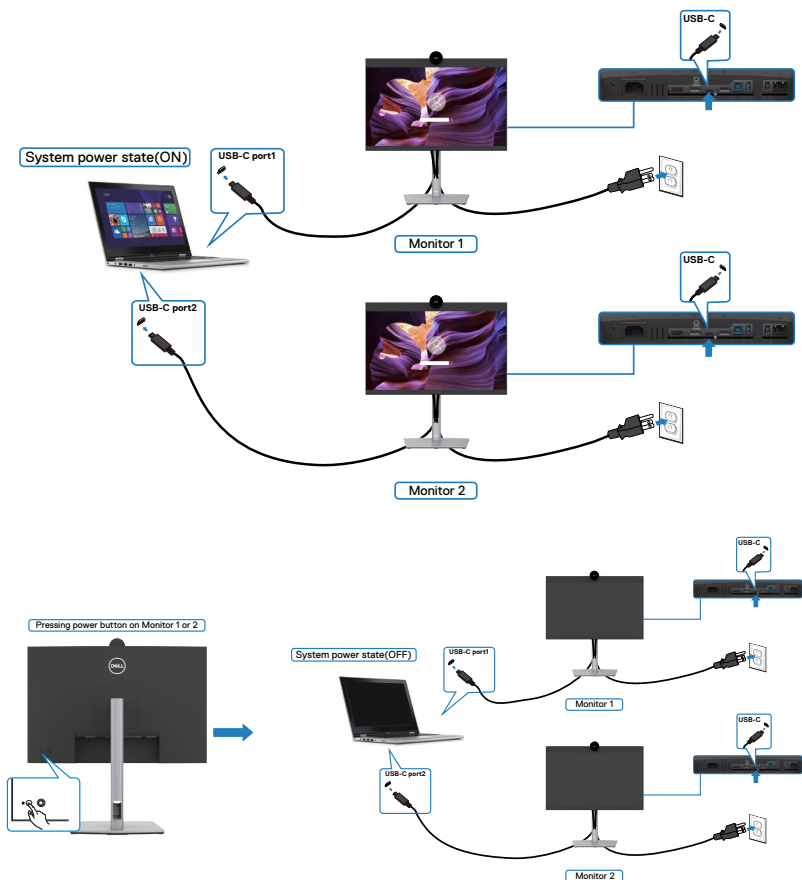 USB-C
System power state(ON)
USB-C port1
Monitor 1
USB-C
USB-C port2
Monitor 2
Pressing power button on Monitor 1 or 2
DELL
USB-C
System power state(OFF)
USB-C port1
Monitor 1
USB-C
USB-C port2
Monitor 2